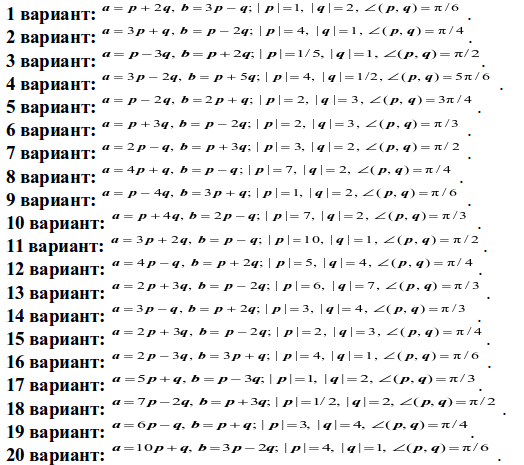 1 вариант: a = p + 2q, b = 3p − q; | p |=1, |q|=2, ∠(p, q)=π/6 .
2 вариант: a = 3p + q, b = p − 2q; | p |=4, |q|=1, ∠(p, q)=π/4 .
3 вариант: a = p − 3q, b = p + 2q; | p |=1/5, |q|=1, ∠(p, q)=π/2 .
4 вариант: a = 3p − 2q, b = p + 5q; | p |=4, |q|=1/2, ∠(p, q)=5π/6 .
5 вариант: a = p − 2q, b = 2p + q; | p |=2, |q|=3, ∠(p, q)=3π/4 .
6 вариант: a = p + 3q, b = p − 2q; | p |=2, |q|=3, ∠(p, q)=π/3 .
7 вариант: a = 2p − q, b = p + 3q; | p |=3, |q|=2, ∠(p, q)=π/2 .
8 вариант: a = 4p + q, b = p − q; | p |=7, |q|=2, ∠(p, q)=π/4 .
9 вариант: a = p − 4q, b = 3p + q; | p |=1, |q|=2, ∠(p, q)=π/6 .
10 вариант: a = p + 4q, b = 2p − q; | p |=7, |q|=2, ∠(p, q)=π/3 .
11 вариант: a = 3p + 2q, b = p − q; | p |=10, |q|=1, ∠(p, q)=π/2 .
12 вариант: a = 4p − q, b = p + 2q; | p |=5, |q|=4, ∠(p, q)=π/4 .
13 вариант: a = 2p + 3q, b = p − 2q; | p |=6, |q|=7, ∠(p, q)=π/3 .
14 вариант: a = 3p − q, b = p + 2q; | p |=3, |q|=4, ∠(p, q)=π/3 .
15 вариант: a = 2p + 3q, b = p − 2q; | p |=2, |q|=3, ∠(p, q)=π/4 .
16 вариант: a = 2p − 3q, b = 3p + q; | p |=4, |q|=1, ∠(p, q)=π/6 .
17 вариант: a = 5p + q, b = p − 3q; | p |=1, |q|=2, ∠(p, q)=π/3 .
18 вариант: a = 7p − 2q, b = p + 3q; | p |=1/2, |q|=2, ∠(p, q)=π/2 .
19 вариант: a = 6p − q, b = p + q; | p |=3, |q|=4, ∠(p, q)=π/4 .
20 вариант: a = 10p + q, b = 3p − 2q; | p |=4, |q|=1, ∠(p, q)=π/6 .